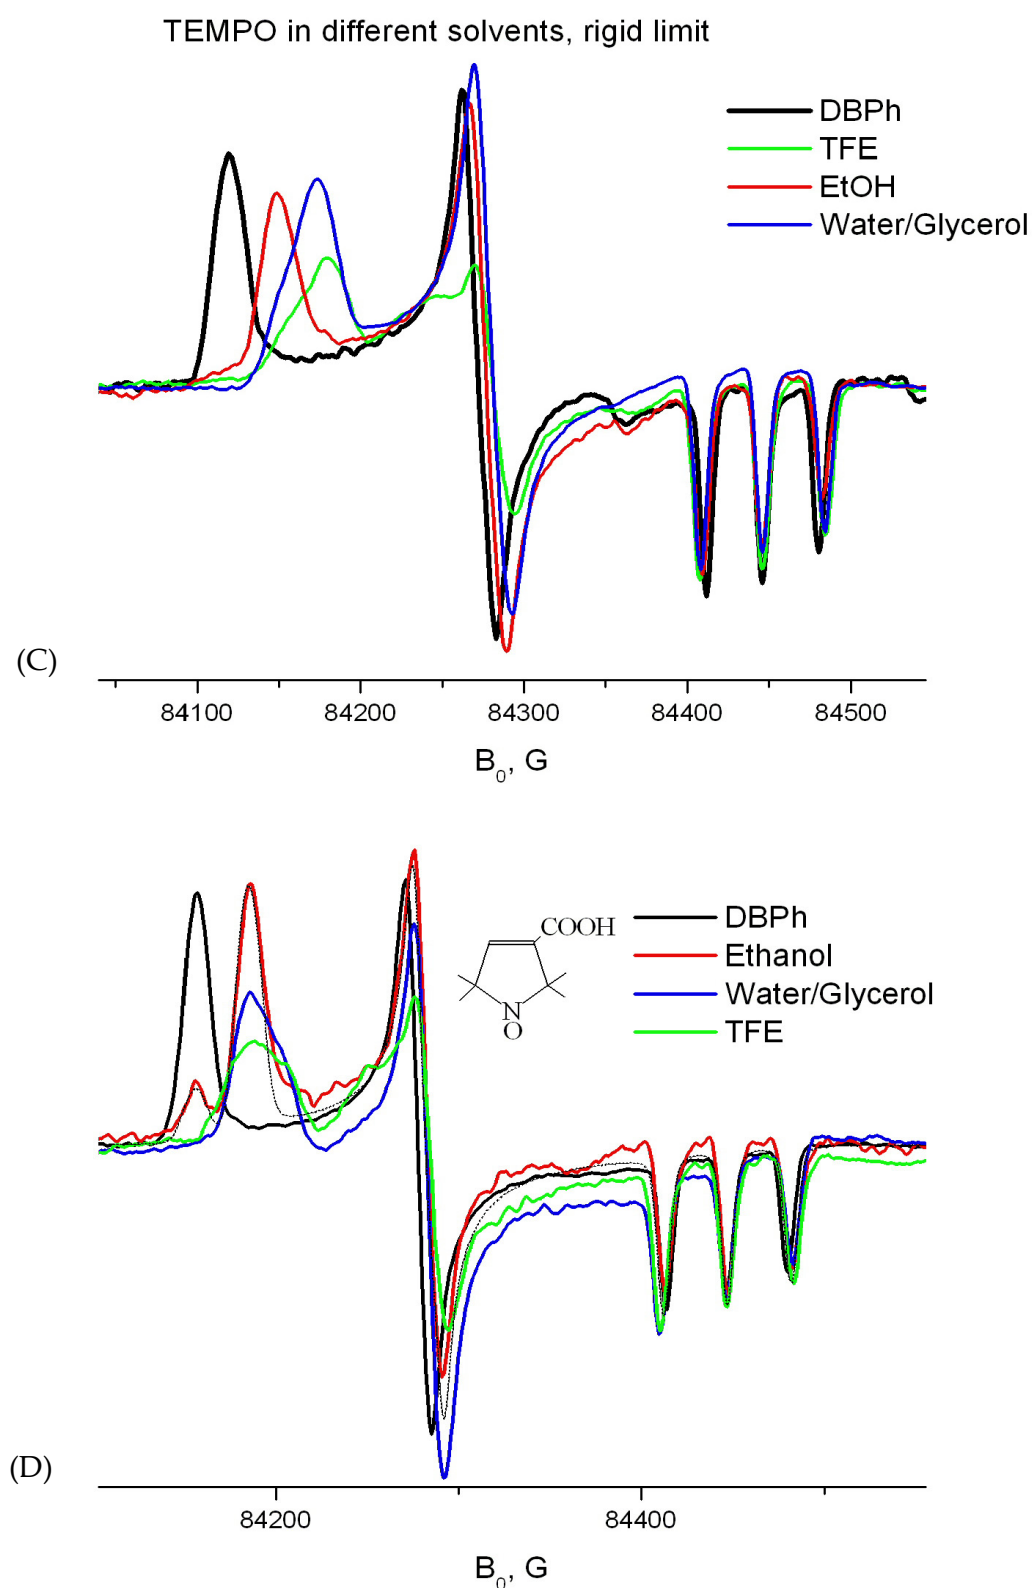 TEMPO in different solvents, rigid limit
DBPh
TFE
EtOH
Water/Glycerol
(C)
84100 84200 84300 84400 84500
B₀, G
COOH
N
O
DBPh
Ethanol
Water/Glycerol
TFE
(D)
84200 84400
B₀, G